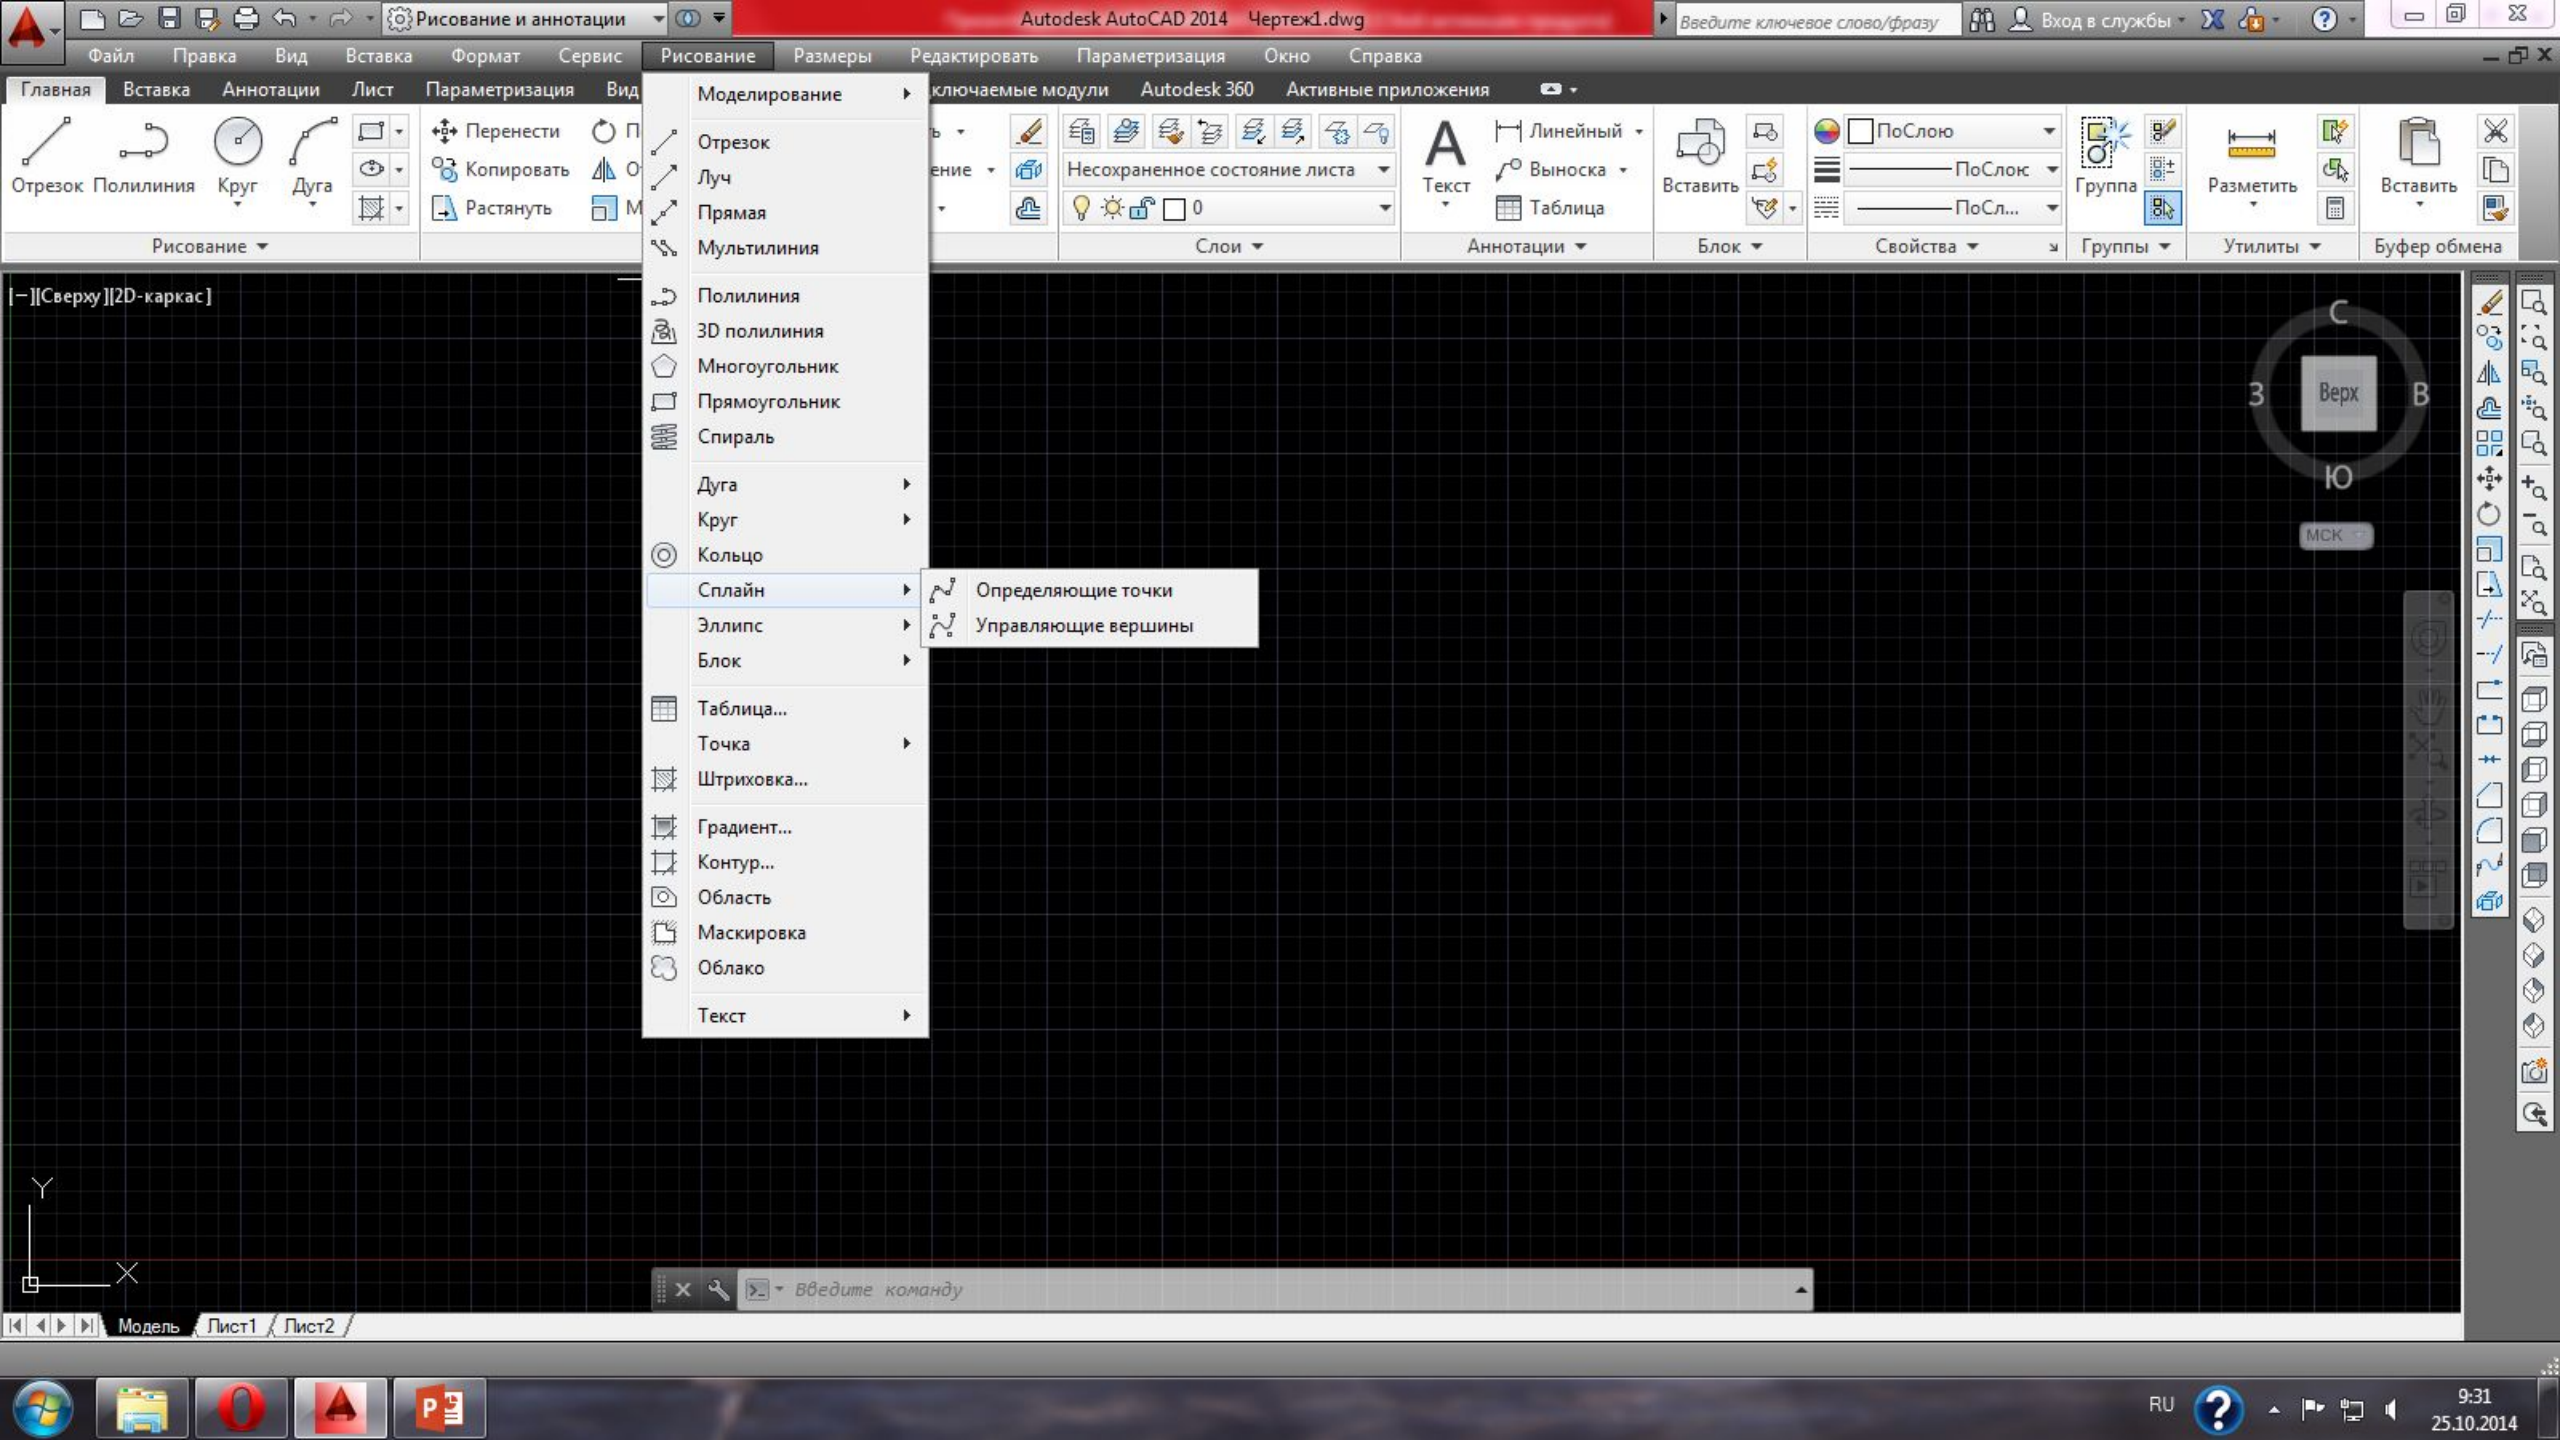 Рисование и аннотации
Autodesk AutoCAD 2014 Чертеж1.dwg
Введите ключевое слово/фразу
Вход в службы
Файл Правка Вид Вставка Формат Сервис Рисование Размеры Редактировать Параметризация Окно Справка
Главная Вставка Аннотации Лист Параметризация Вид ключаемые модули Autodesk 360 Активные приложения
Отрезок Полилиния Круг Дуга
Перенести
Копировать
Растянуть
Рисование
П
О
М
ь
ение
Несохраненное состояние листа
0
Слои
Текст
Линейный
Выноска
Таблица
Аннотации
Вставить
Блок
ПоСлою
ПоСлок
ПоСл...
Свойства
Группа
Группы
Разметить
Утилиты
Вставить
Буфер обмена
[−][Сверху][2D-каркас]
Моделирование
Отрезок
Луч
Прямая
Мультилиния
Полилиния
3D полилиния
Многоугольник
Прямоугольник
Спираль
Дуга
Круг
Кольцо
Сплайн
Эллипс
Блок
Таблица...
Точка
Штриховка...
Градиент...
Контур...
Область
Маскировка
Облако
Текст
Определяющие точки
Управляющие вершины
С
З Верх В
Ю
МСК
Y
X
Введите команду
Модель Лист1 Лист2
RU
9:31
25.10.2014